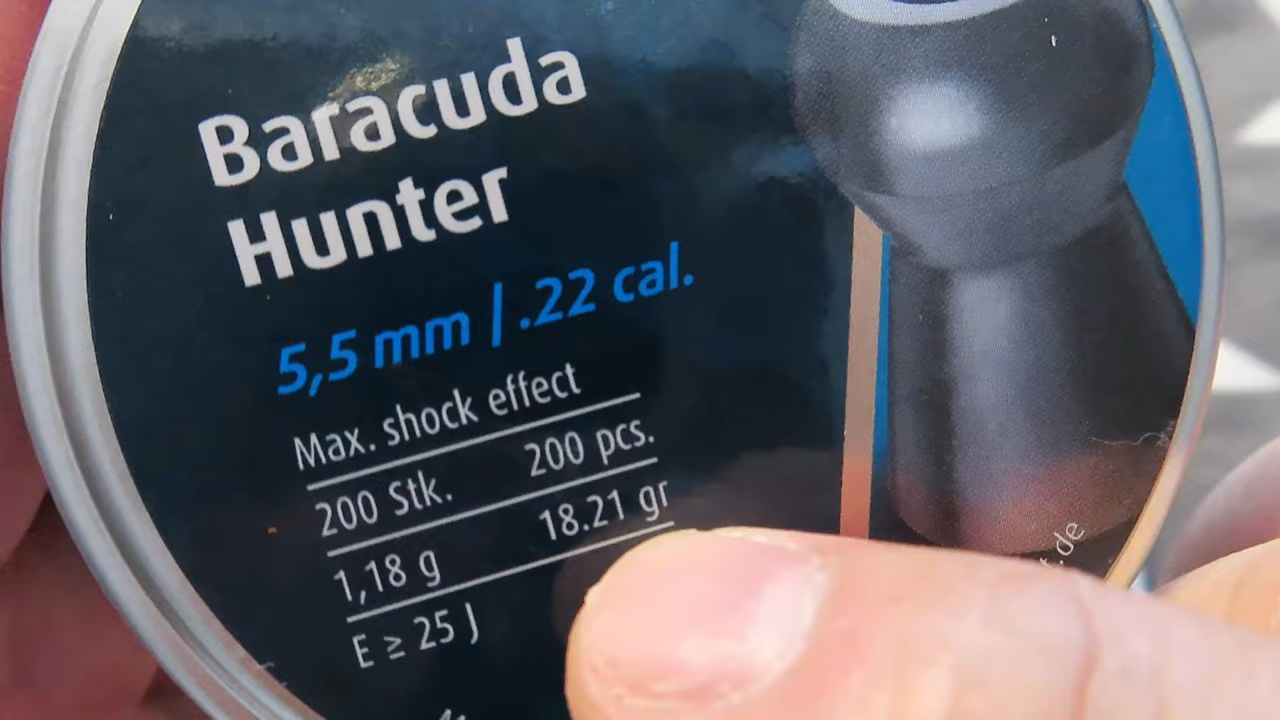 Baracuda
Hunter
5,5 mm | .22 cal.
Max. shock effect
200 Stk. 200 pcs.
1,18 g 18.21 gr
E ≥ 25 J
.de